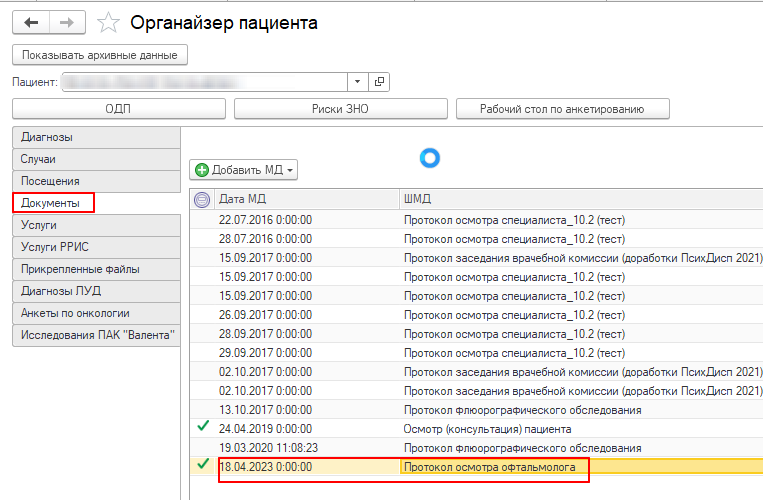 Органайзер пациента
Показывать архивные данные
Пациент:
ОДП Риски ЗНО Рабочий стол по анкетированию
Диагнозы
Случаи
Посещения
Документы
Услуги
Услуги РРИС
Прикрепленные файлы
Диагнозы ЛУД
Анкеты по онкологии
Исследования ПАК "Валента"
Добавить МД
Дата МД ШМД
22.07.2016 0:00:00 Протокол осмотра специалиста_10.2 (тест)
28.07.2016 0:00:00 Протокол осмотра специалиста_10.2 (тест)
15.09.2017 0:00:00 Протокол заседания врачебной комиссии (доработки ПсихДисп 2021)
15.09.2017 0:00:00 Протокол осмотра специалиста_10.2 (тест)
15.09.2017 0:00:00 Протокол осмотра специалиста_10.2 (тест)
26.09.2017 0:00:00 Протокол осмотра специалиста_10.2 (тест)
28.09.2017 0:00:00 Протокол осмотра специалиста_10.2 (тест)
29.09.2017 0:00:00 Протокол осмотра специалиста_10.2 (тест)
02.10.2017 0:00:00 Протокол заседания врачебной комиссии (доработки ПсихДисп 2021)
02.10.2017 0:00:00 Протокол заседания врачебной комиссии (доработки ПсихДисп 2021)
13.10.2017 0:00:00 Протокол флюорографического обследования
24.04.2019 0:00:00 Осмотр (консультация) пациента
19.03.2020 11:08:23 Протокол флюорографического обследования
18.04.2023 0:00:00 Протокол осмотра офтальмолога